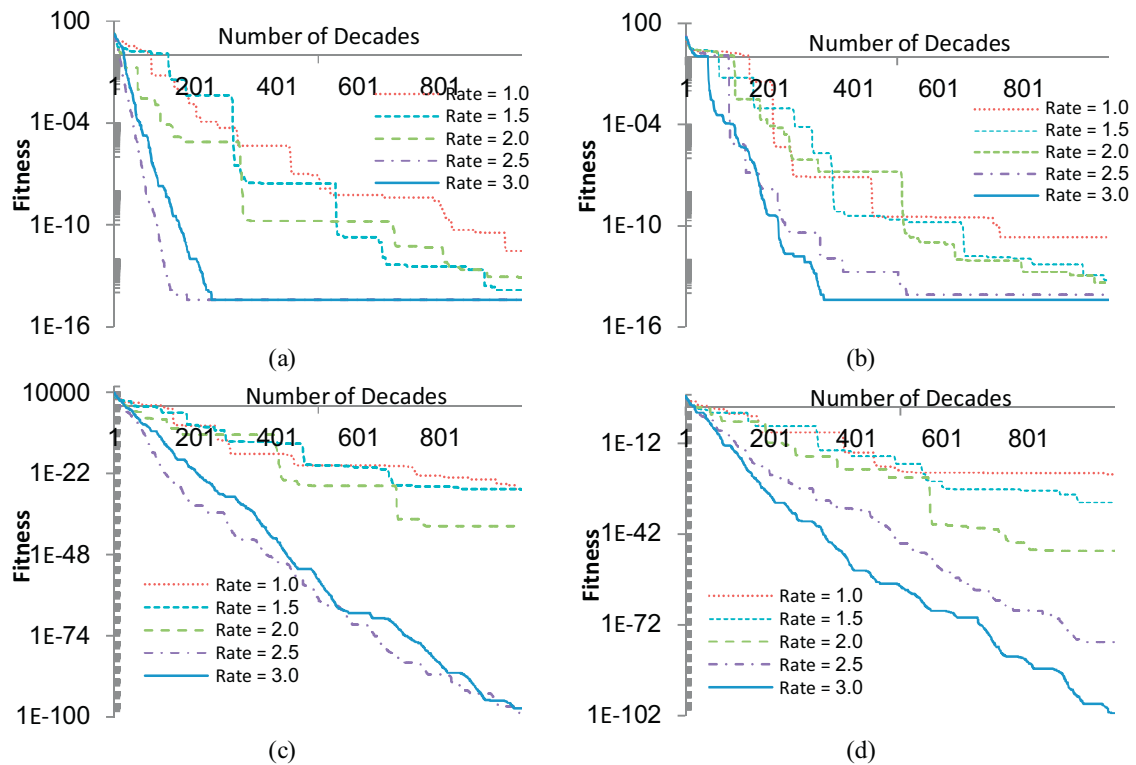 100
Number of Decades
1 201 401 601 801
1E-04
1E-10
1E-16
Fitness
Rate = 1.0
Rate = 1.5
Rate = 2.0
Rate = 2.5
Rate = 3.0
(a)
100
Number of Decades
1 201 401 601 801
1E-04
1E-10
1E-16
Fitness
Rate = 1.0
Rate = 1.5
Rate = 2.0
Rate = 2.5
Rate = 3.0
(b)
10000
Number of Decades
1 201 401 601 801
1E-22
1E-48
1E-74
1E-100
Fitness
Rate = 1.0
Rate = 1.5
Rate = 2.0
Rate = 2.5
Rate = 3.0
(c)
Number of Decades
1 201 401 601 801
1E-12
1E-42
1E-72
1E-102
Fitness
Rate = 1.0
Rate = 1.5
Rate = 2.0
Rate = 2.5
Rate = 3.0
(d)